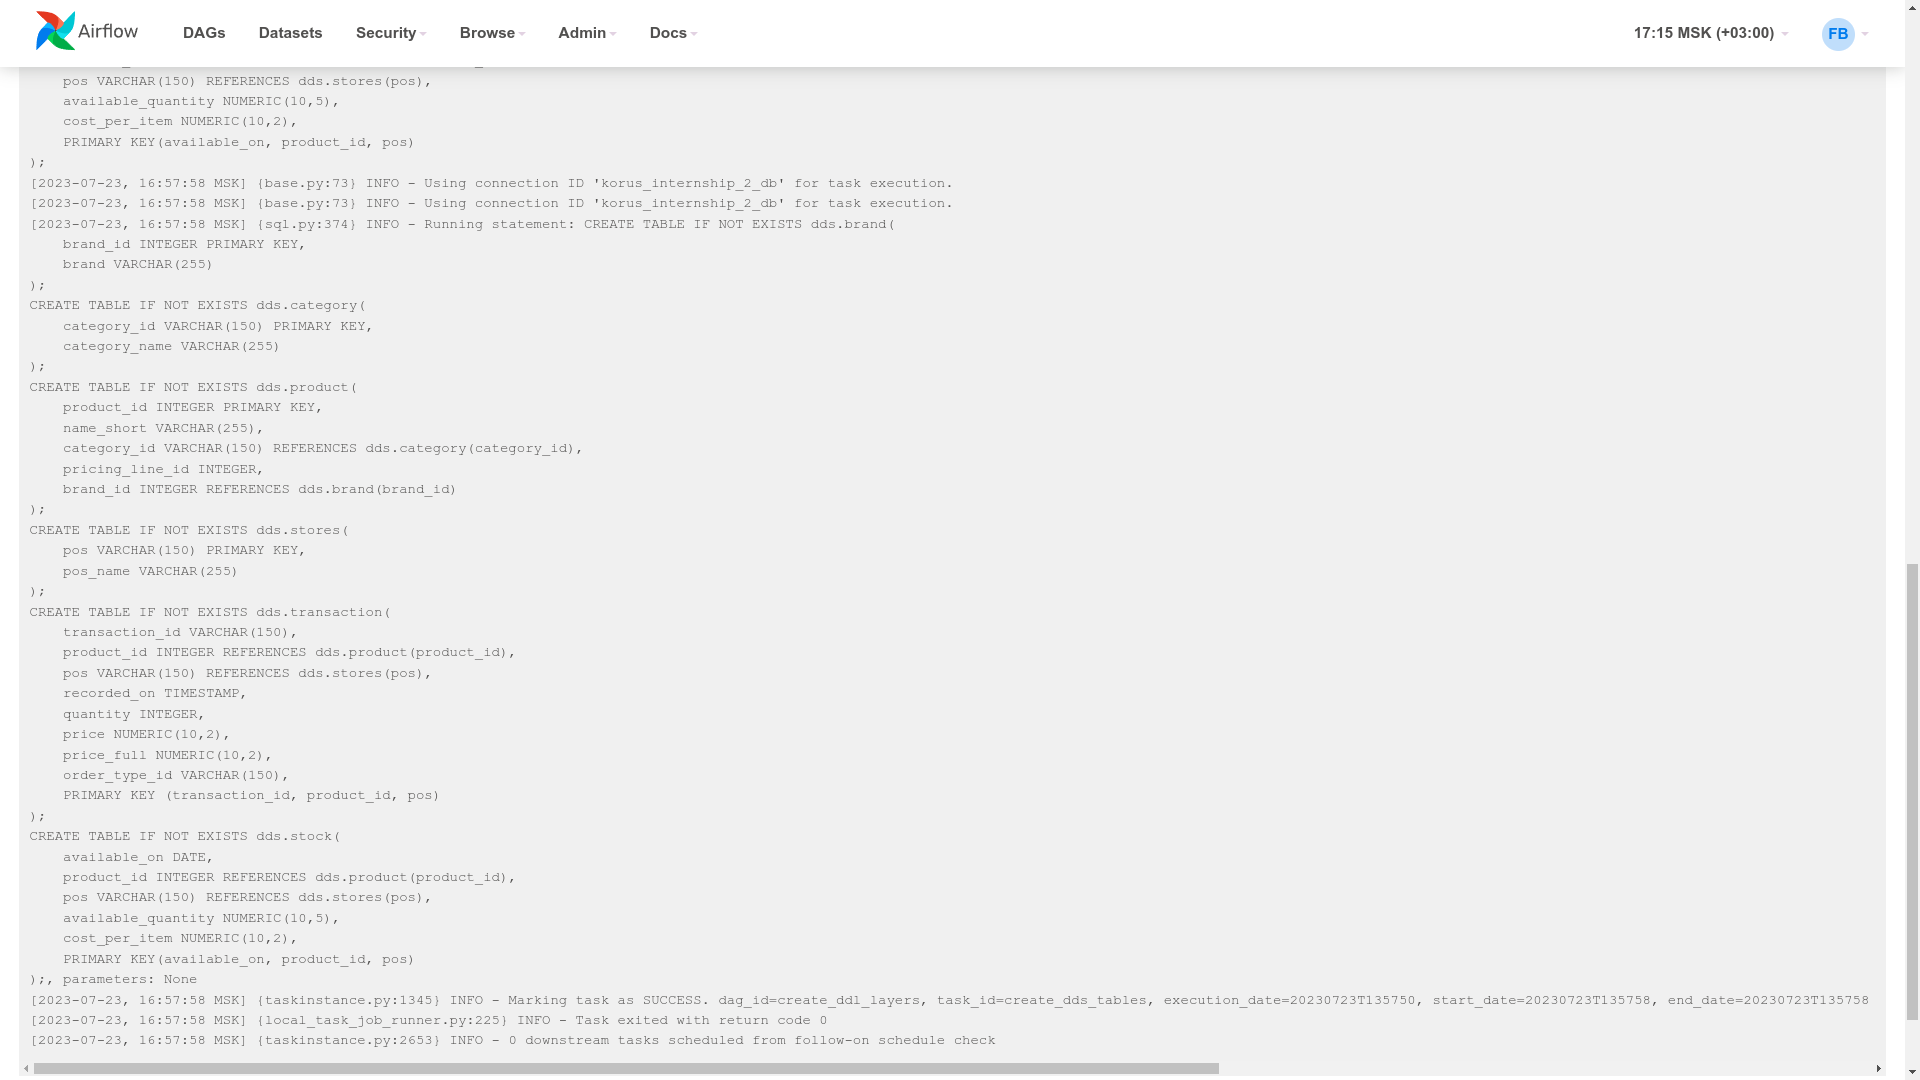 Airflow DAGs Datasets Security Browse Admin Docs 17:15 MSK (+03:00) FB
pos VARCHAR(150) REFERENCES dds.stores(pos),
available_quantity NUMERIC(10,5),
cost_per_item NUMERIC(10,2),
PRIMARY KEY(available_on, product_id, pos)
);
[2023-07-23, 16:57:58 MSK] {base.py:73} INFO - Using connection ID 'korus_internship_2_db' for task execution.
[2023-07-23, 16:57:58 MSK] {base.py:73} INFO - Using connection ID 'korus_internship_2_db' for task execution.
[2023-07-23, 16:57:58 MSK] {sql.py:374} INFO - Running statement: CREATE TABLE IF NOT EXISTS dds.brand(
brand_id INTEGER PRIMARY KEY,
brand VARCHAR(255)
);
CREATE TABLE IF NOT EXISTS dds.category(
category_id VARCHAR(150) PRIMARY KEY,
category_name VARCHAR(255)
);
CREATE TABLE IF NOT EXISTS dds.product(
product_id INTEGER PRIMARY KEY,
name_short VARCHAR(255),
category_id VARCHAR(150) REFERENCES dds.category(category_id),
pricing_line_id INTEGER,
brand_id INTEGER REFERENCES dds.brand(brand_id)
);
CREATE TABLE IF NOT EXISTS dds.stores(
pos VARCHAR(150) PRIMARY KEY,
pos_name VARCHAR(255)
);
CREATE TABLE IF NOT EXISTS dds.transaction(
transaction_id VARCHAR(150),
product_id INTEGER REFERENCES dds.product(product_id),
pos VARCHAR(150) REFERENCES dds.stores(pos),
recorded_on TIMESTAMP,
quantity INTEGER,
price NUMERIC(10,2),
price_full NUMERIC(10,2),
order_type_id VARCHAR(150),
PRIMARY KEY (transaction_id, product_id, pos)
);
CREATE TABLE IF NOT EXISTS dds.stock(
available_on DATE,
product_id INTEGER REFERENCES dds.product(product_id),
pos VARCHAR(150) REFERENCES dds.stores(pos),
available_quantity NUMERIC(10,5),
cost_per_item NUMERIC(10,2),
PRIMARY KEY(available_on, product_id, pos)
);, parameters: None
[2023-07-23, 16:57:58 MSK] {taskinstance.py:1345} INFO - Marking task as SUCCESS. dag_id=create_ddl_layers, task_id=create_dds_tables, execution_date=20230723T135750, start_date=20230723T135758, end_date=20230723T135758
[2023-07-23, 16:57:58 MSK] {local_task_job_runner.py:225} INFO - Task exited with return code 0
[2023-07-23, 16:57:58 MSK] {taskinstance.py:2653} INFO - 0 downstream tasks scheduled from follow-on schedule check